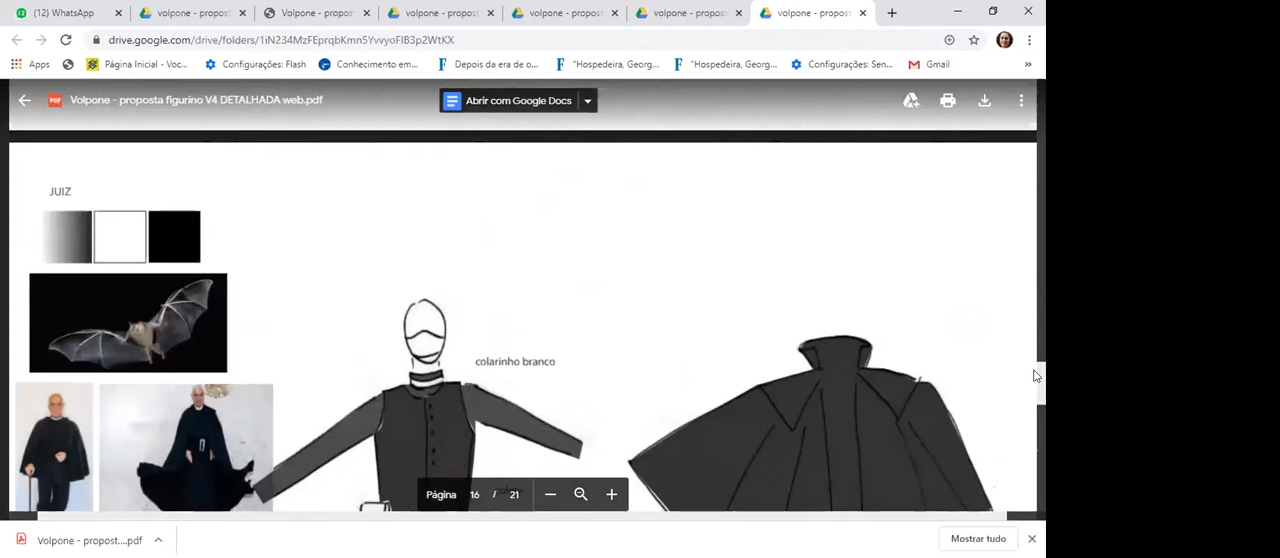 (12) WhatsApp
volpone - propost
Volpone - propost
volpone - propost
volpone - propost
volpone - propost
volpone - propost
drive.google.com/drive/folders/1iN234MzFEprqbKmn5YvvyoFIB3p2WtKX
Apps
Página Inicial - Voc...
Configurações: Flash
Conhecimento em...
Depois da era de o...
"Hospedeira, Georg...
"Hospedeira, Georg...
Configurações: Sen...
Gmail
»
PDF
Volpone - proposta figurino V4 DETALHADA web.pdf
Abrir com Google Docs
JUIZ
colarinho branco
Página 16 / 21
Volpone - propost....pdf
Mostrar tudo